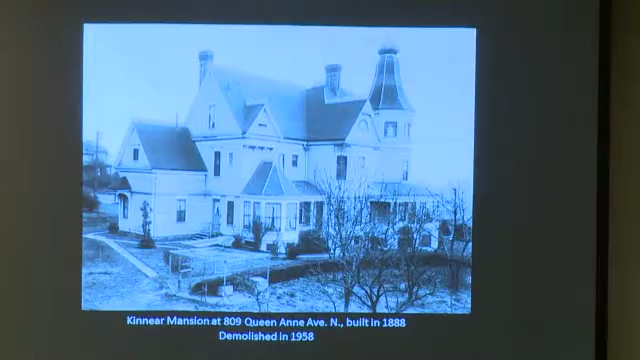 Kinnear Mansion at 809 Queen Anne Ave. N., built in 1888
Demolished in 1958